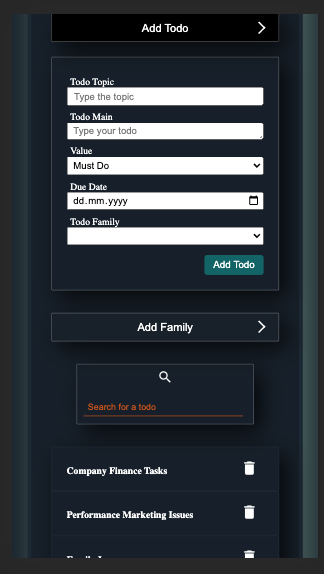 Add Todo
Todo Topic
Type the topic
Todo Main
Type your todo
Value
Must Do
Due Date
dd.mm.yyyy
Todo Family
Add Todo
Add Family
Search for a todo
Company Finance Tasks
Performance Marketing Issues